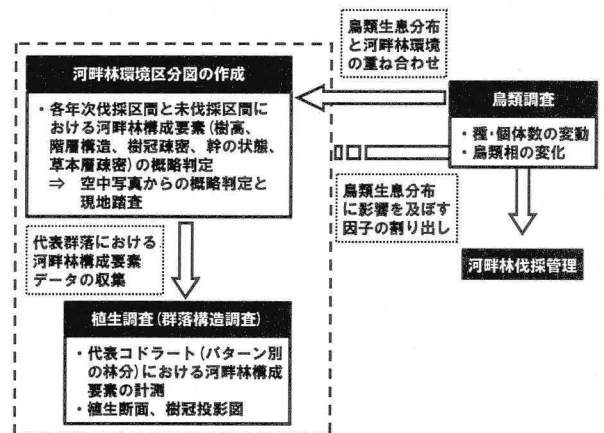 鳥類生息分布
と河畔林環境
の重ね合わせ
河畔林環境区分図の作成
・各年次伐採区間と未伐採区間に
おける河畔林構成要素(樹高、
階層構造、樹冠疎密、幹の状態、
草本層疎密)の概略判定
⇒ 空中写真からの概略判定と
現地踏査
鳥類調査
・種・個体数の変動
・鳥類相の変化
鳥類生息分布
に影響を及ぼす
因子の割り出し
代表群落における
河畔林構成要素
データの収集
河畔林伐採管理
植生調査(群落構造調査)
・代表コドラート(パターン別
の林分)における河畔林構成
要素の計測
・植生断面、樹冠投影図